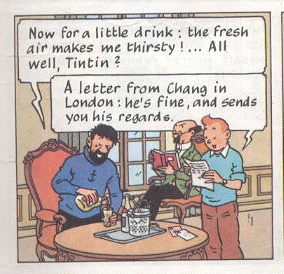 Now for a little drink : the fresh
air makes me thirsty !... All
well, Tintin ?
A letter from Chang in
London : he's fine, and sends
you his regards.